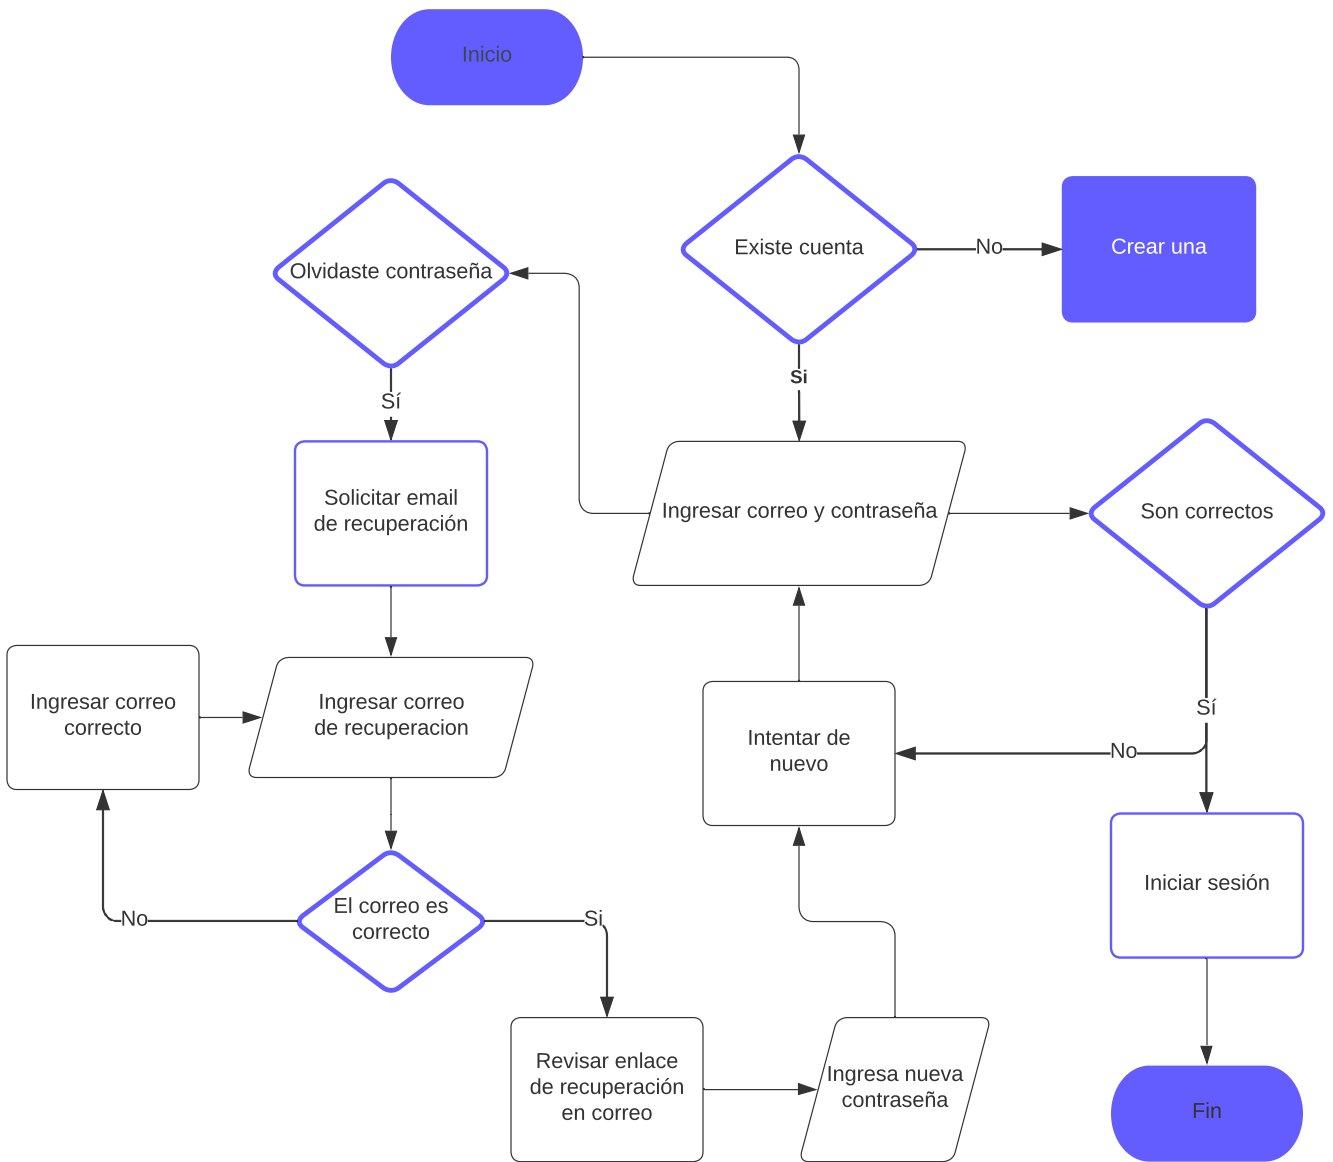 Inicio
Existe cuenta
No
Crear una
Olvidaste contraseña
Si
Sí
Ingresar correo y contraseña
Son correctos
Solicitar email
de recuperación
Ingresar correo
correcto
Ingresar correo
de recuperacion
Intentar de
nuevo
Sí
No
Iniciar sesión
El correo es
correcto
No
Si
Revisar enlace
de recuperación
en correo
Ingresa nueva
contraseña
Fin